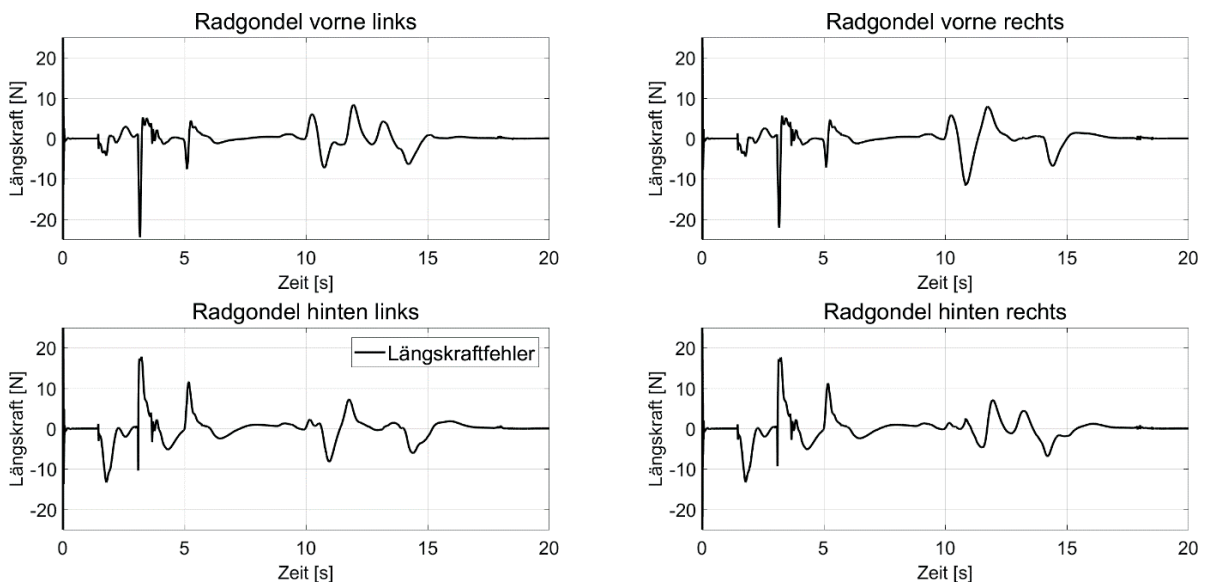 Radgondel vorne links
Längskraft [N]
20
10
0
-10
-20
0 5 10 15 20
Zeit [s]
Radgondel vorne rechts
Längskraft [N]
20
10
0
-10
-20
0 5 10 15 20
Zeit [s]
Radgondel hinten links
Längskraft [N]
20
10
0
-10
-20
Längskraftfehler
0 5 10 15 20
Zeit [s]
Radgondel hinten rechts
Längskraft [N]
20
10
0
-10
-20
0 5 10 15 20
Zeit [s]